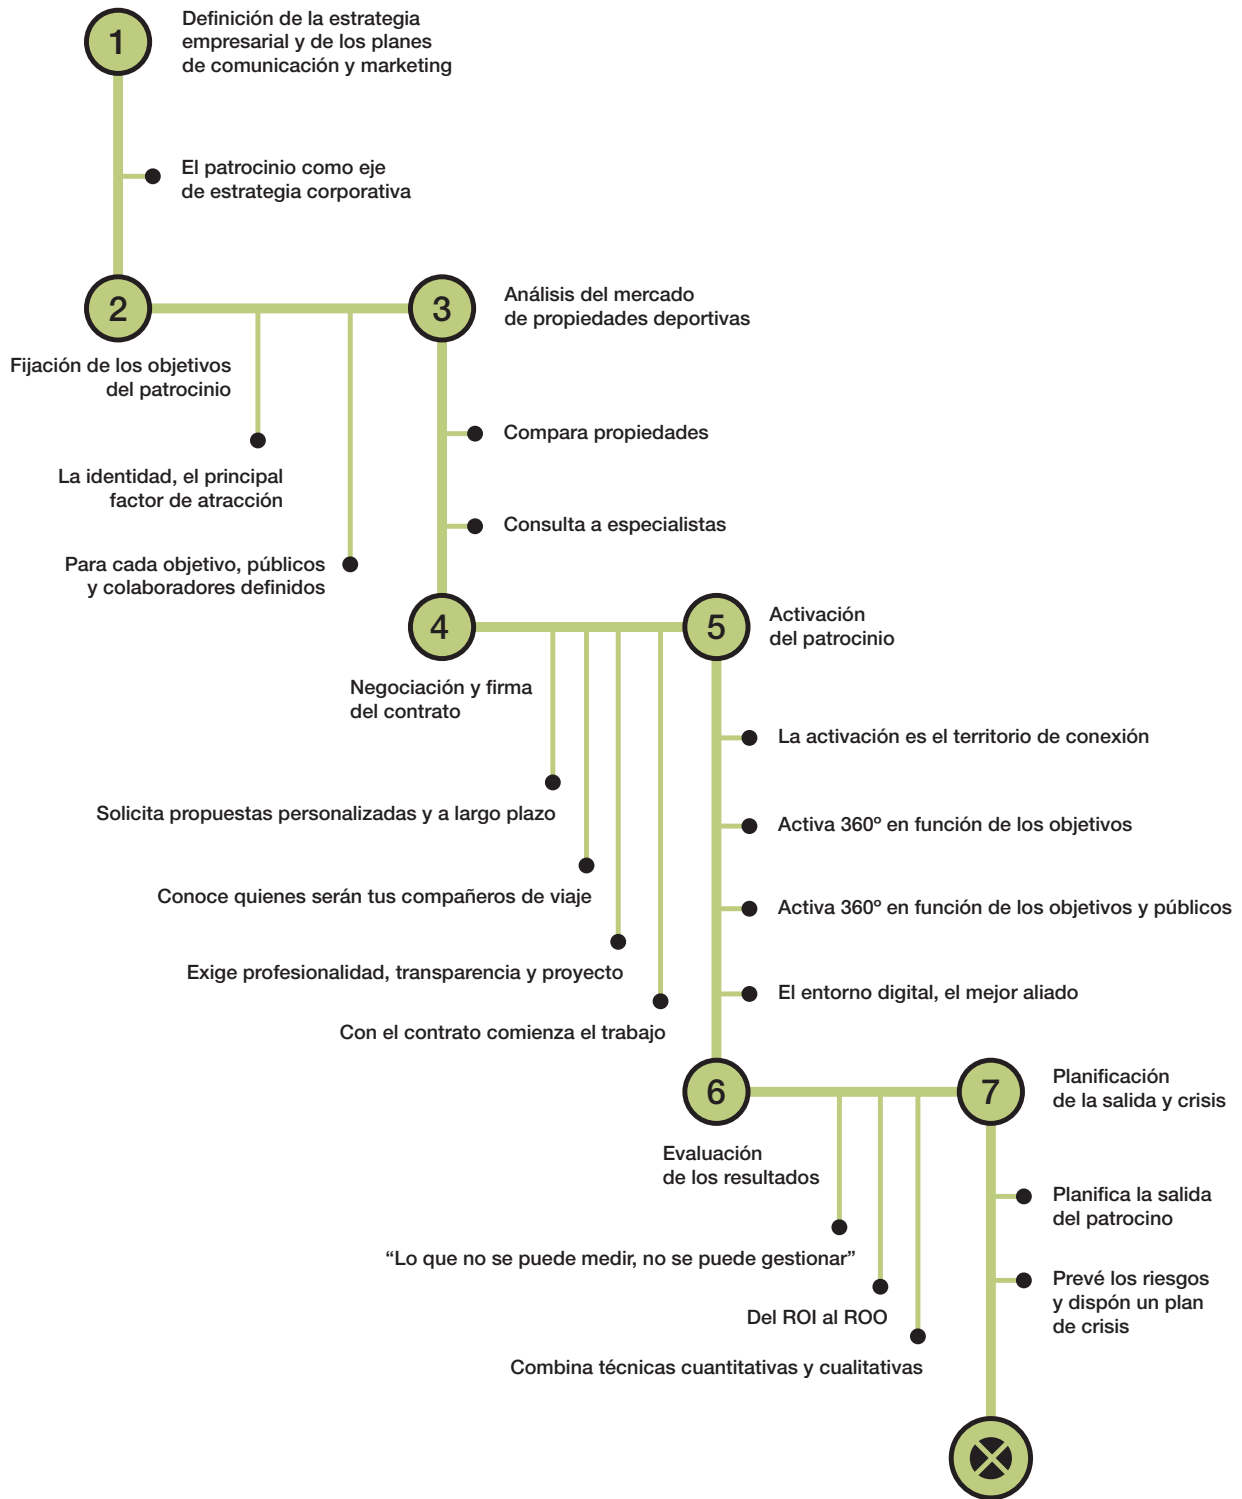 1
Definición de la estrategia
empresarial y de los planes
de comunicación y marketing
El patrocinio como eje
de estrategia corporativa
2
Fijación de los objetivos
del patrocinio
La identidad, el principal
factor de atracción
Para cada objetivo, públicos
y colaboradores definidos
3
Análisis del mercado
de propiedades deportivas
Compara propiedades
Consulta a especialistas
4
Negociación y firma
del contrato
Solicita propuestas personalizadas y a largo plazo
Conoce quienes serán tus compañeros de viaje
Exige profesionalidad, transparencia y proyecto
Con el contrato comienza el trabajo
5
Activación
del patrocinio
La activación es el territorio de conexión
Activa 360º en función de los objetivos
Activa 360º en función de los objetivos y públicos
El entorno digital, el mejor aliado
6
Evaluación
de los resultados
“Lo que no se puede medir, no se puede gestionar”
Del ROI al ROO
Combina técnicas cuantitativas y cualitativas
7
Planificación
de la salida y crisis
Planifica la salida
del patrocino
Prevé los riesgos
y dispón un plan
de crisis